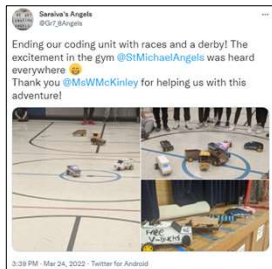 Saraiva's Angels
@Gr7_8Angels
Ending our coding unit with races and a derby! The
excitement in the gym @StMichaelAngels was heard
everywhere 😄
Thank you @MsWMcKinley for helping us with this
adventure!
FREE
3:39 PM · Mar 24, 2022 · Twitter for Android